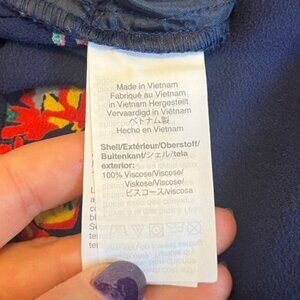 Made in Vietnam
Fabriqué au Vietnam
in Vietnam Hergestellt
Vervaardigd in Viëtnam
ベトナム製
Hecho en Vietnam
Shell/Extérieur/Oberstoff/
Buitenkant/シェル/tela
exterior:
100% Viscose/Viscose/
Viskose/Viscose/
ビスコース/viscosa